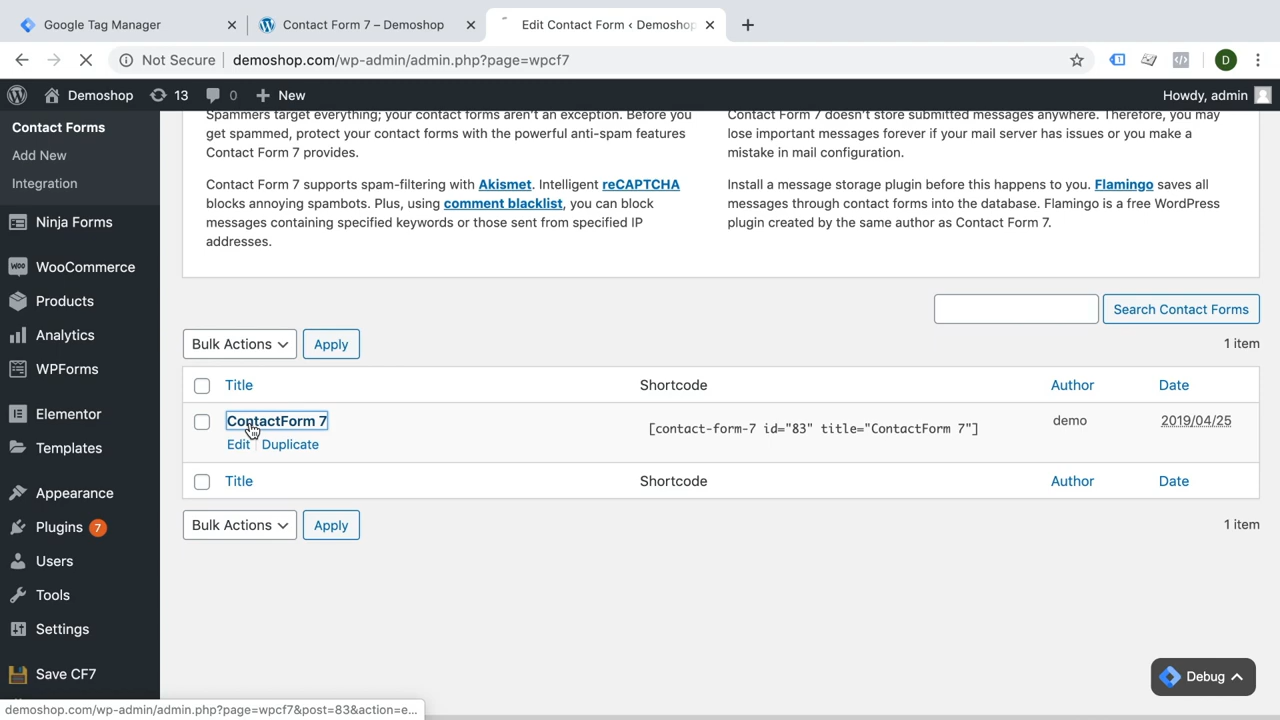 Google Tag Manager
Contact Form 7 – Demoshop
Edit Contact Form ‹ Demoshop
Not Secure
demoshop.com/wp-admin/admin.php?page=wpcf7
D
Demoshop
13
0
New
Howdy, admin
Contact Forms
Add New
Integration
Ninja Forms
WooCommerce
Products
Analytics
WPForms
Elementor
Templates
Appearance
Plugins 7
Users
Tools
Settings
Save CF7
Spammers target everything; your contact forms aren't an exception. Before you
get spammed, protect your contact forms with the powerful anti-spam features
Contact Form 7 provides.
Contact Form 7 supports spam-filtering with Akismet. Intelligent reCAPTCHA
blocks annoying spambots. Plus, using comment blacklist, you can block
messages containing specified keywords or those sent from specified IP
addresses.
Contact Form 7 doesn't store submitted messages anywhere. Therefore, you may
lose important messages forever if your mail server has issues or you make a
mistake in mail configuration.
Install a message storage plugin before this happens to you. Flamingo saves all
messages through contact forms into the database. Flamingo is a free WordPress
plugin created by the same author as Contact Form 7.
Search Contact Forms
Bulk Actions
Apply
1 item
Title
Shortcode
Author
Date
ContactForm 7
Edit | Duplicate
[contact-form-7 id="83" title="ContactForm 7"]
demo
2019/04/25
Title
Shortcode
Author
Date
Bulk Actions
Apply
1 item
Debug
demoshop.com/wp-admin/admin.php?page=wpcf7&post=83&action=e...